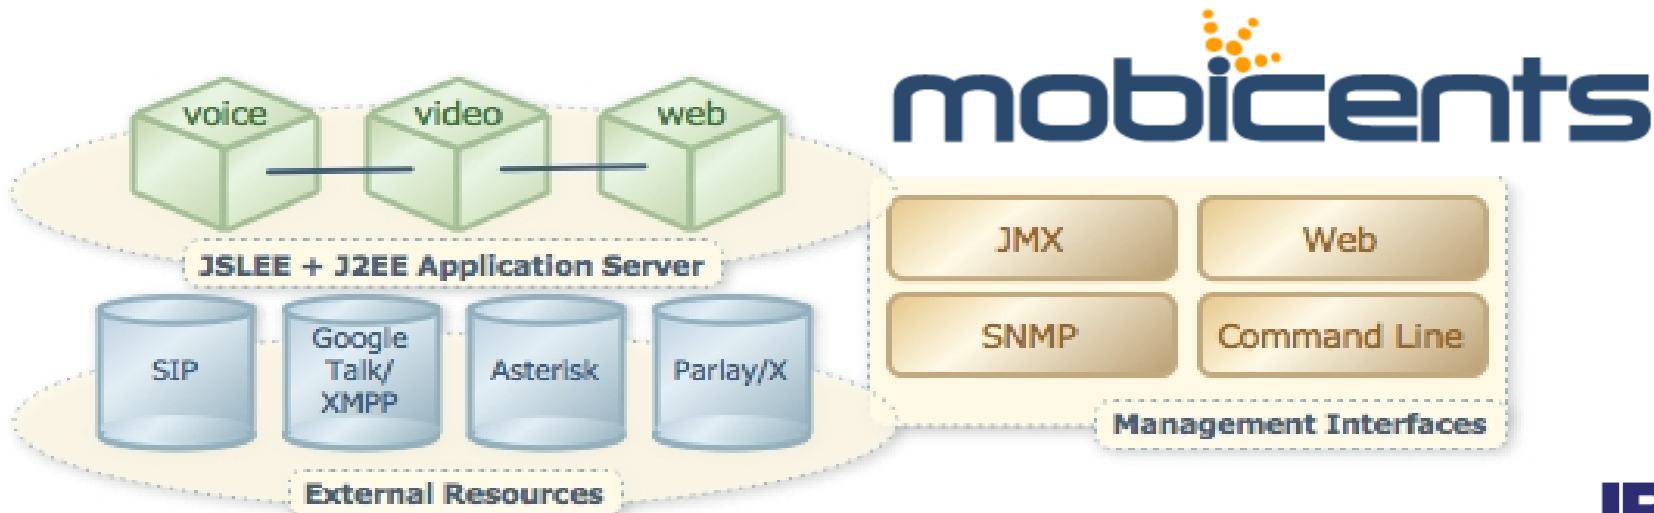 mobicents
voice
video
web
JSLEE + J2EE Application Server
SIP
Google
Talk/
XMPP
Asterisk
Parlay/X
External Resources
JMX
Web
SNMP
Command Line
Management Interfaces